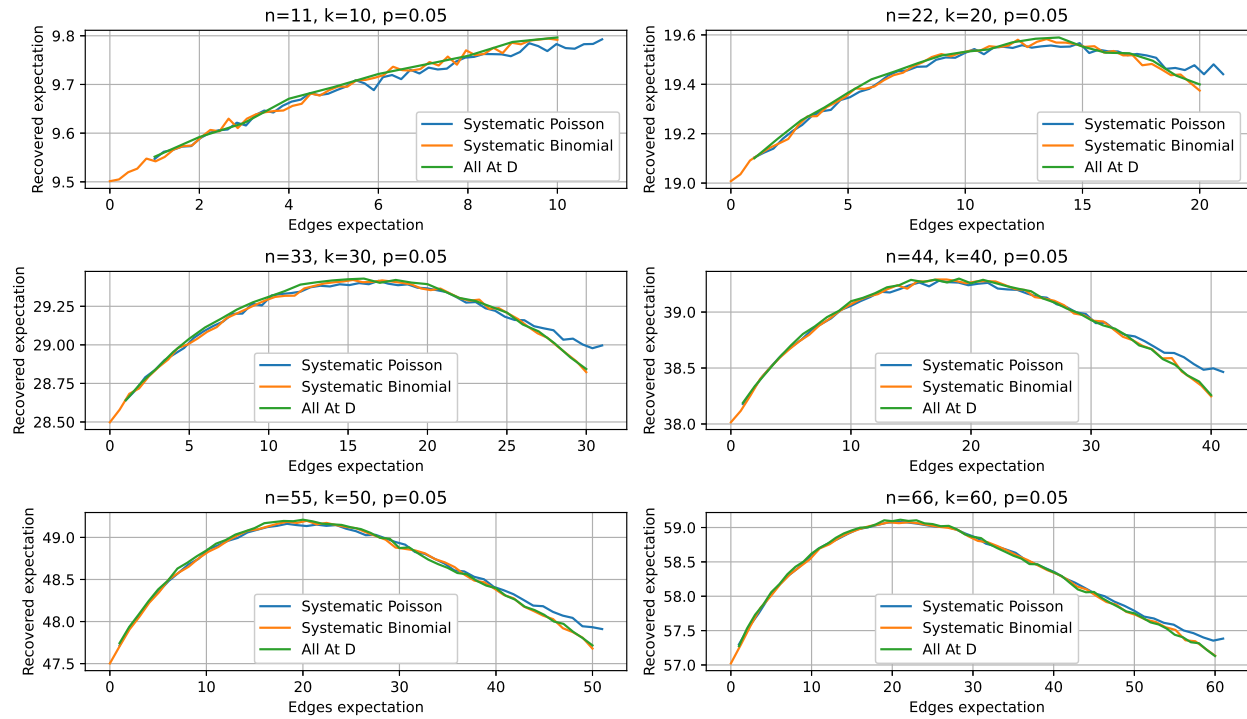 n=11, k=10, p=0.05
Recovered expectation
9.8
9.7
9.6
9.5
Systematic Poisson
Systematic Binomial
All At D
0 2 4 6 8 10
Edges expectation
n=22, k=20, p=0.05
Recovered expectation
19.6
19.4
19.2
19.0
Systematic Poisson
Systematic Binomial
All At D
0 5 10 15 20
Edges expectation
n=33, k=30, p=0.05
Recovered expectation
29.25
29.00
28.75
28.50
Systematic Poisson
Systematic Binomial
All At D
0 5 10 15 20 25 30
Edges expectation
n=44, k=40, p=0.05
Recovered expectation
39.0
38.5
38.0
Systematic Poisson
Systematic Binomial
All At D
0 10 20 30 40
Edges expectation
n=55, k=50, p=0.05
Recovered expectation
49.0
48.5
48.0
47.5
Systematic Poisson
Systematic Binomial
All At D
0 10 20 30 40 50
Edges expectation
n=66, k=60, p=0.05
Recovered expectation
59.0
58.5
58.0
57.5
57.0
Systematic Poisson
Systematic Binomial
All At D
0 10 20 30 40 50 60
Edges expectation